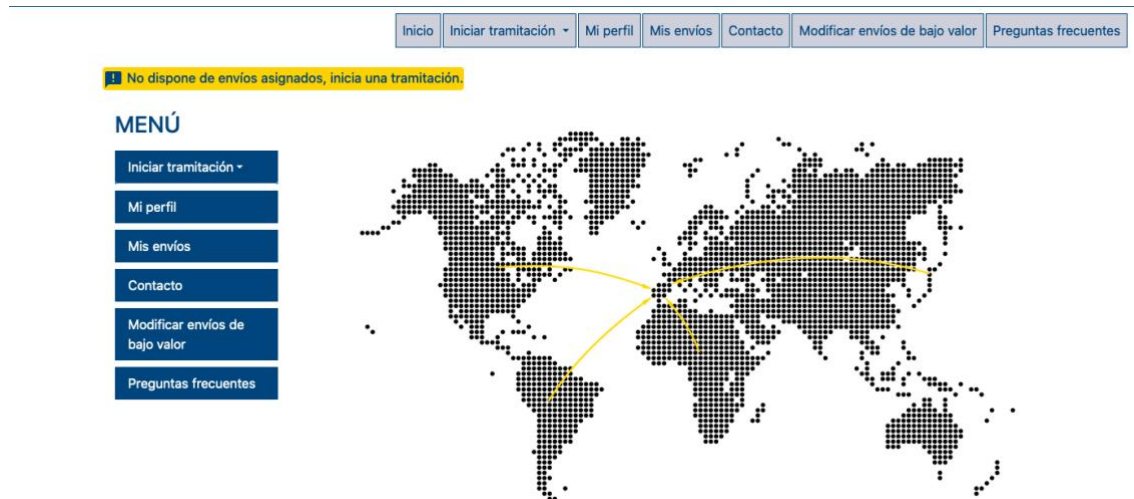 Inicio Iniciar tramitación Mi perfil Mis envíos Contacto Modificar envíos de bajo valor Preguntas frecuentes
No dispone de envíos asignados, inicia una tramitación.
MENÚ
Iniciar tramitación
Mi perfil
Mis envíos
Contacto
Modificar envíos de
bajo valor
Preguntas frecuentes